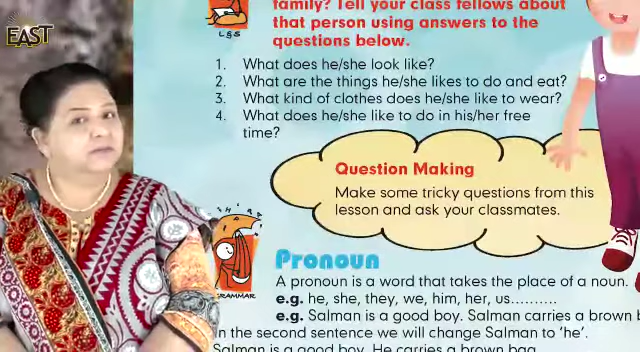 EAST
family? Tell your class fellows about
that person using answers to the
questions below.
L&S
1. What does he/she look like?
2. What are the things he/she likes to do and eat?
3. What kind of clothes does he/she like to wear?
4. What does he/she like to do in his/her free
time?
Question Making
Make some tricky questions from this
lesson and ask your classmates.
Pronoun
A pronoun is a word that takes the place of a noun.
GRAMMAR
e.g. he, she, they, we, him, her, us..........
e.g. Salman is a good boy. Salman carries a brown
In the second sentence we will change Salman to 'he'.
Salman is a good boy. He carries a brown bag.